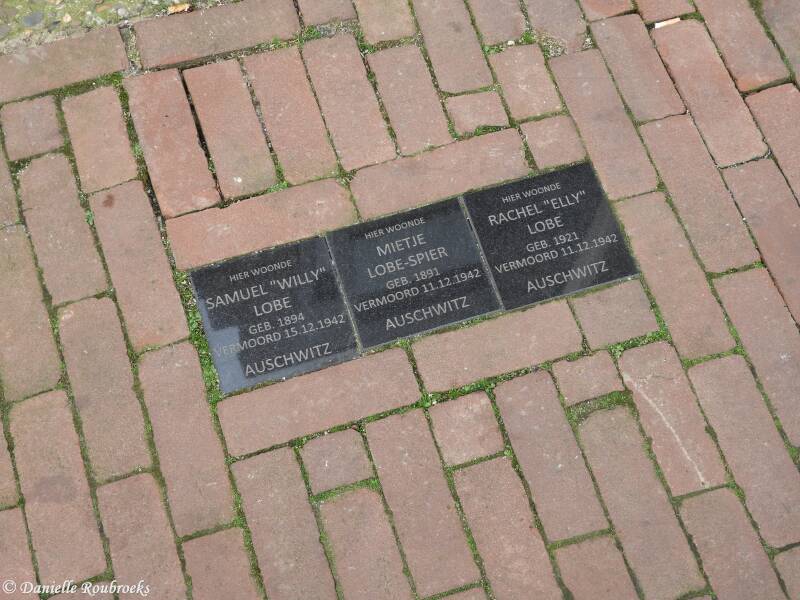 HIER WOONDE
SAMUEL "WILLY"
LOBE
GEB. 1894
VERMOORD 15.12.1942
AUSCHWITZ
HIER WOONDE
MIETJE
LOBE-SPIER
GEB. 1891
VERMOORD 11.12.1942
AUSCHWITZ
HIER WOONDE
RACHEL "ELLY"
LOBE
GEB. 1921
VERMOORD 11.12.1942
AUSCHWITZ
© Danielle Roubroeks